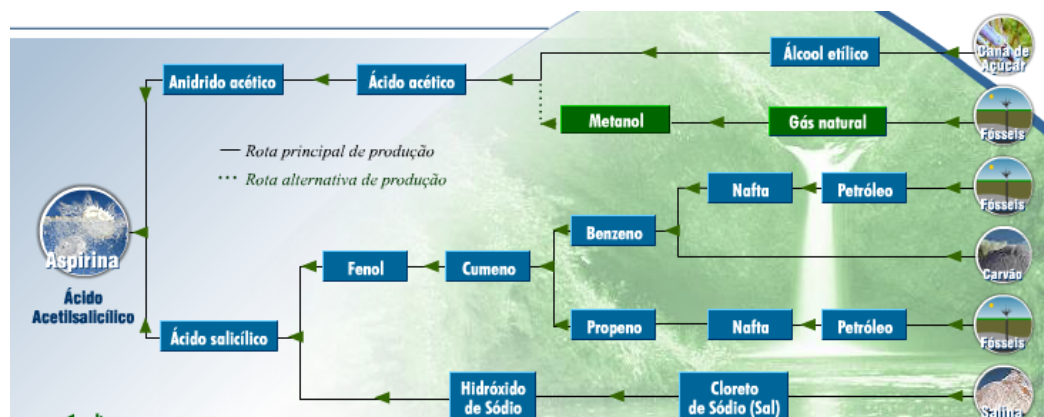 Cana de
Açúcar
Álcool etílico
Anidrido acético
Ácido acético
Metanol
Gás natural
Fósseis
— Rota principal de produção
···· Rota alternativa de produção
Nafta
Petróleo
Fósseis
Benzeno
Carvão
Aspirina
Ácido
Acetilsalicílico
Fenol
Cumeno
Propeno
Nafta
Petróleo
Fósseis
Ácido salicílico
Hidróxido
de Sódio
Cloreto
de Sódio (Sal)
Salina